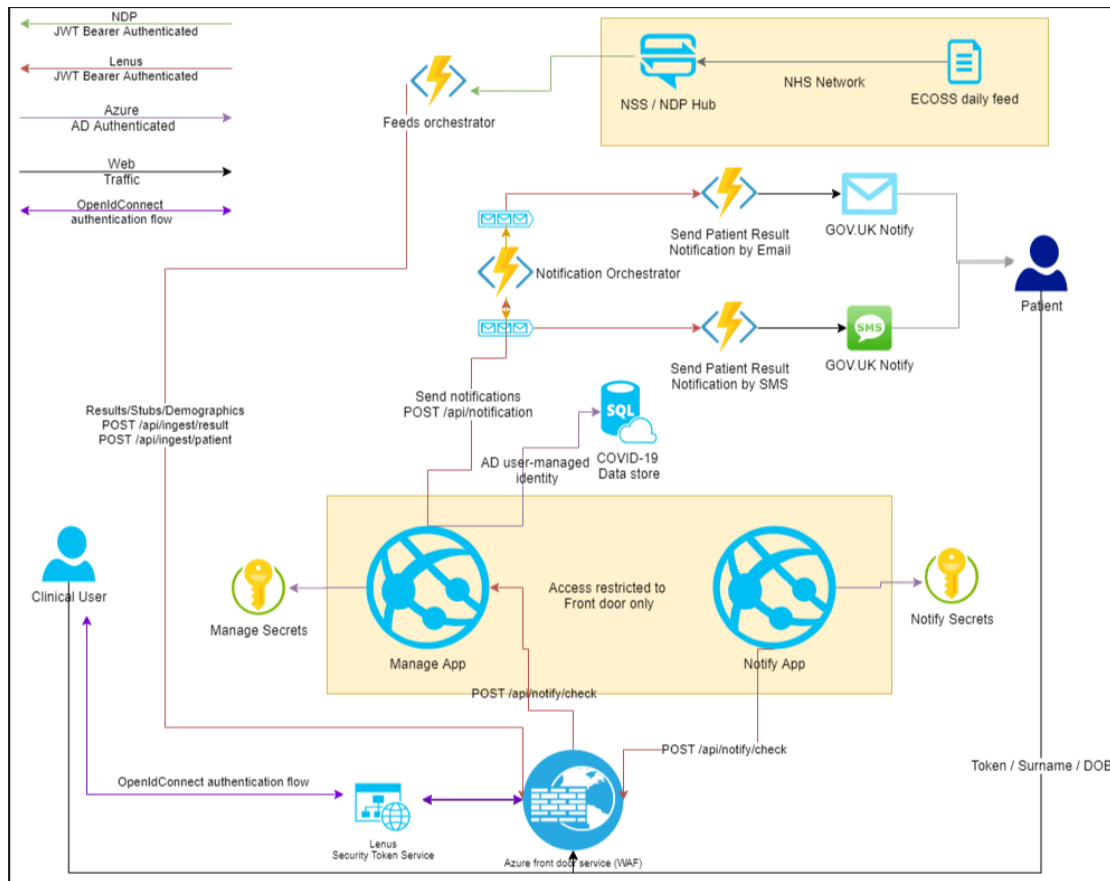 NDP
JWT Bearer Authenticated
Lenus
JWT Bearer Authenticated
Azure
AD Authenticated
Web
Traffic
OpenIdConnect
authentication flow
Feeds orchestrator
NSS / NDP Hub
NHS Network
ECOSS daily feed
Send Patient Result
Notification by Email
GOV.UK Notify
Notification Orchestrator
Patient
SMS
Send Patient Result
Notification by SMS
GOV.UK Notify
Send notifications
POST /api/notification
Results/Stubs/Demographics
POST /api/ingest/result
POST /api/ingest/patient
SQL
AD user-managed
identity
COVID-19
Data store
Clinical User
Manage Secrets
Access restricted to
Front door only
Notify Secrets
Manage App
Notify App
POST /api/notify/check
POST /api/notify/check
Token / Surname / DOB
OpenIdConnect authentication flow
Lenus
Security Token Service
Azure front door service (WAF)